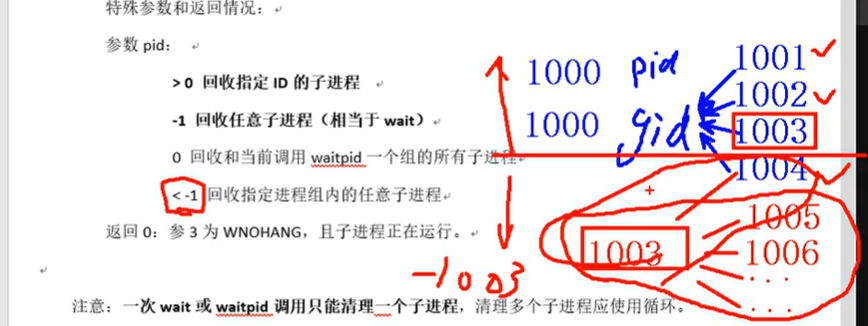 特殊参数和返回情况：
参数 pid：
> 0 回收指定 ID 的子进程
-1 回收任意子进程（相当于 wait）
0 回收和当前调用 waitpid 一个组的所有子进程
< -1 回收指定进程组内的任意子进程
返回 0：参 3 为 WNOHANG，且子进程正在运行。
注意：一次 wait 或 waitpid 调用只能清理一个子进程，清理多个子进程应使用循环。
1000 pid
1000 gid
1001
1002
1003
1004
1003
1005
1006
...
...
-1003